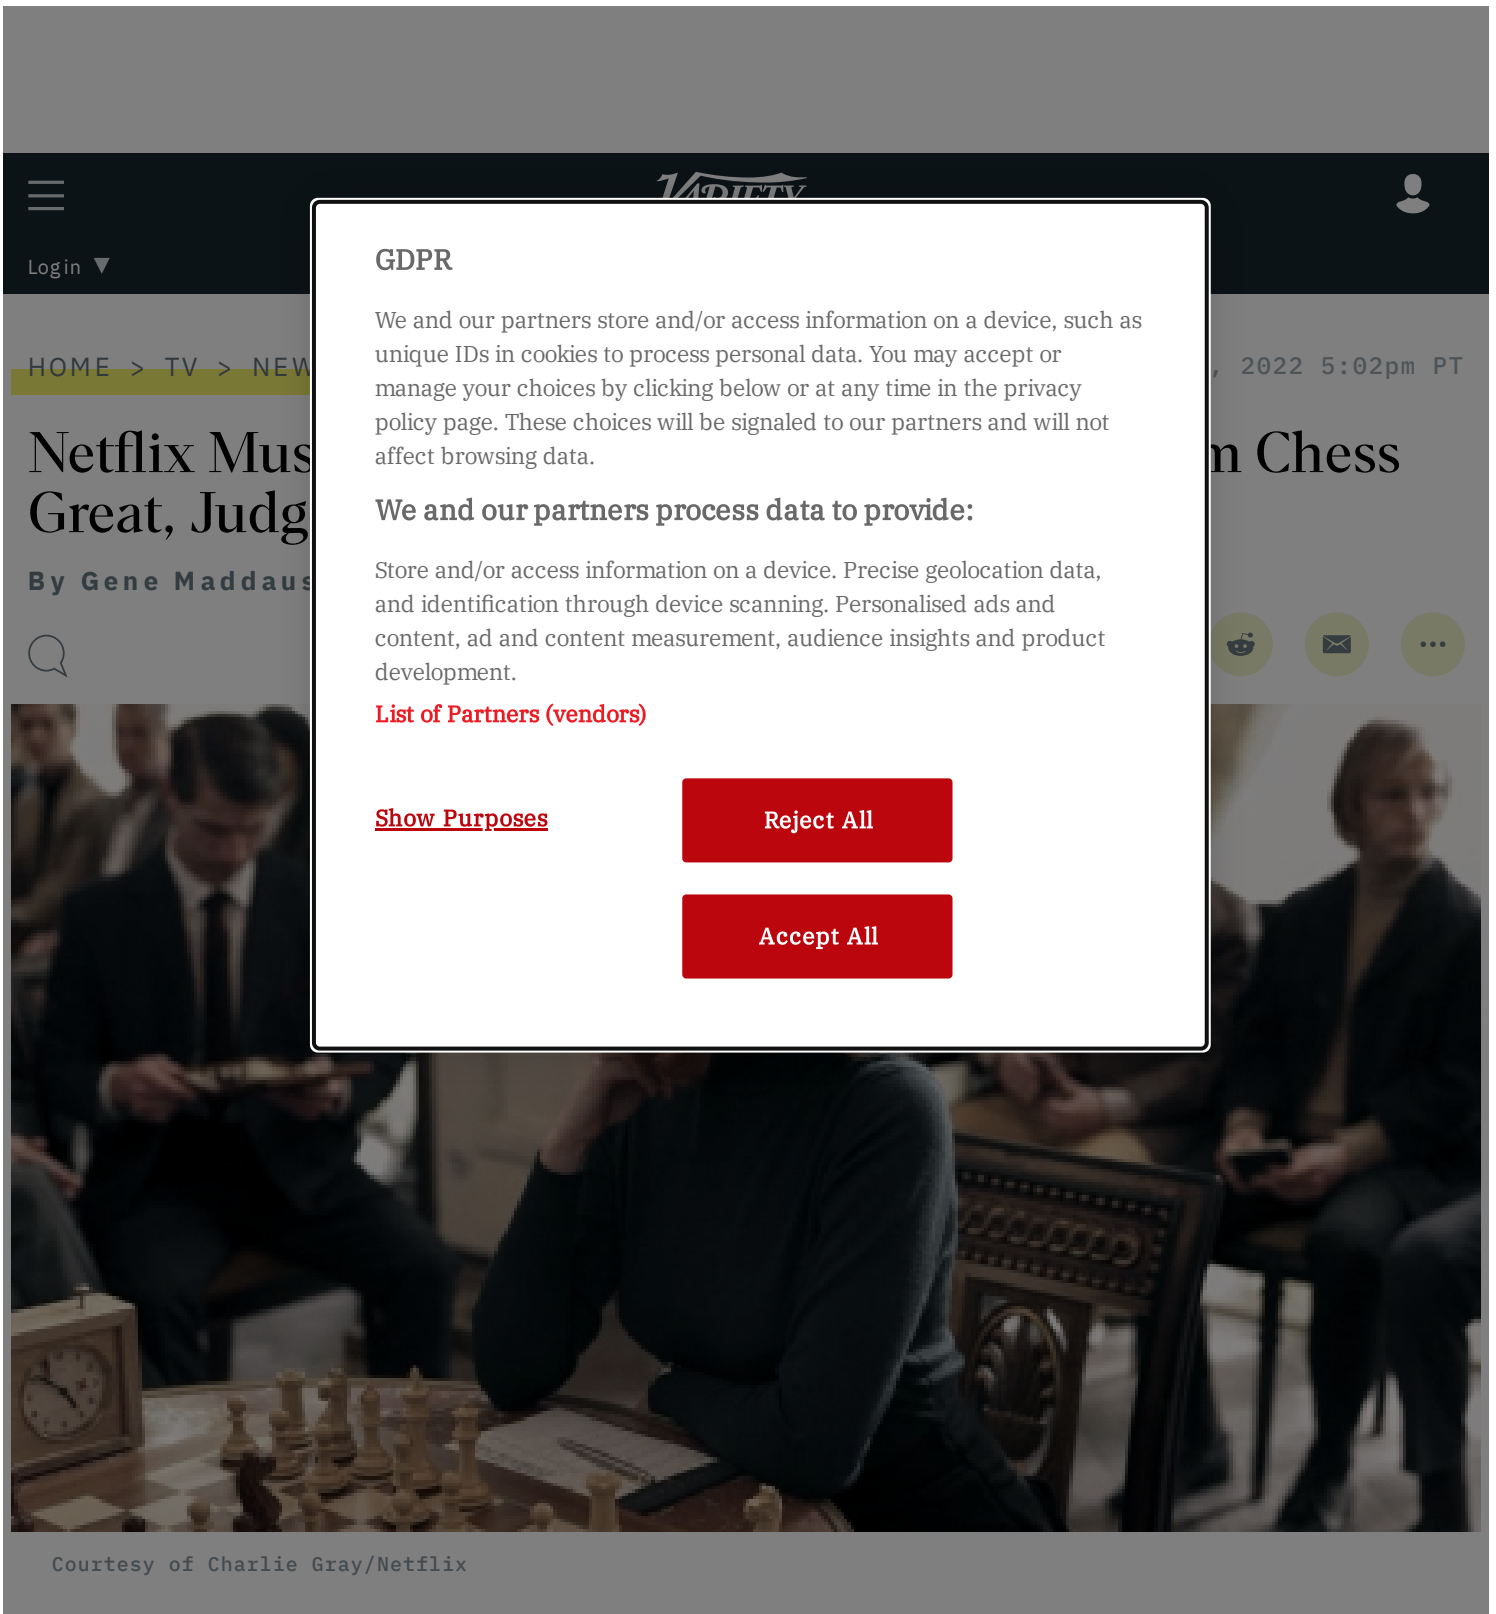 VARIETY
Login ▼
GDPR
We and our partners store and/or access information on a device, such as
unique IDs in cookies to process personal data. You may accept or
manage your choices by clicking below or at any time in the privacy
policy page. These choices will be signaled to our partners and will not
affect browsing data.
We and our partners process data to provide:
Store and/or access information on a device. Precise geolocation data,
and identification through device scanning. Personalised ads and
content, ad and content measurement, audience insights and product
development.
List of Partners (vendors)
Show Purposes
Reject All
Accept All
HOME > TV >
, 2022 5:02pm PT
Netflix Chess
Great,
By Gene Maddaus
Courtesy of Charlie Gray/Netflix